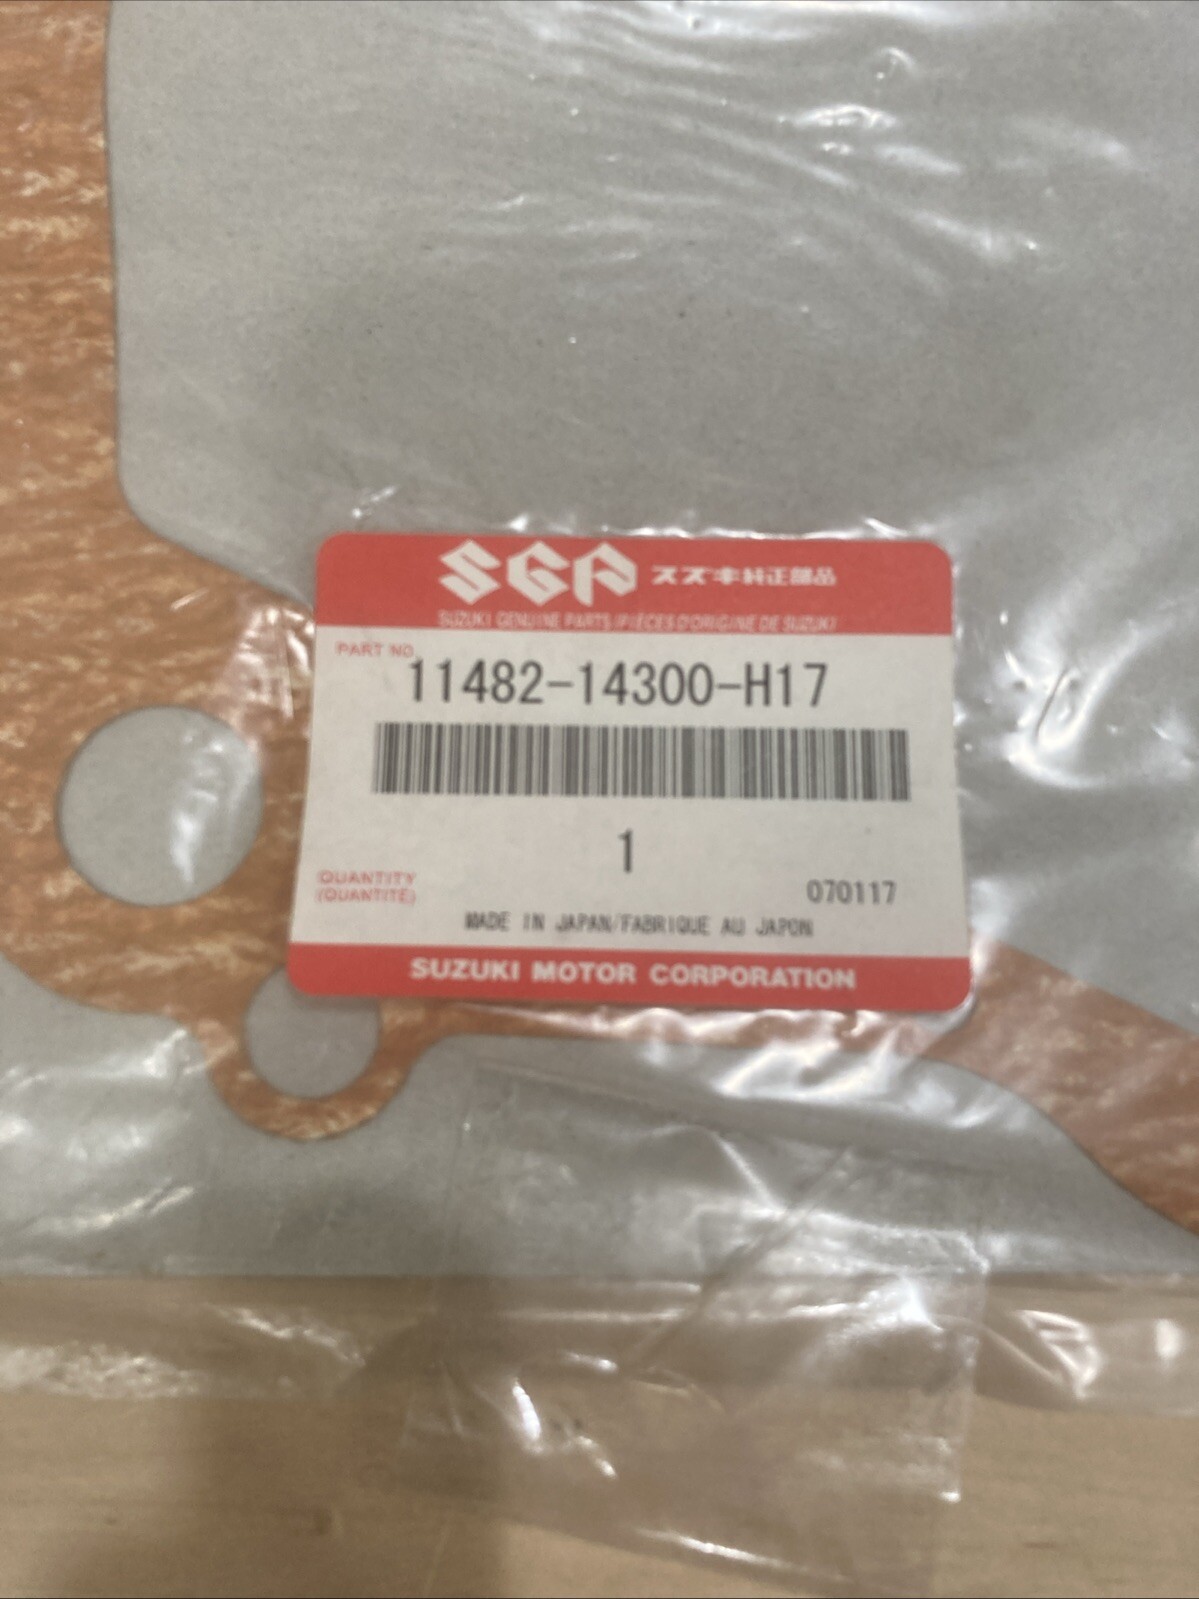 SGP スズキ純正部品
SUZUKI GENUINE PARTS/PIÈCES D'ORIGINE DE SUZUKI
PART NO.
11482-14300-H17
1
QUANTITY
(QUANTITÉ)
070117
MADE IN JAPAN/FABRIQUE AU JAPON
SUZUKI MOTOR CORPORATION